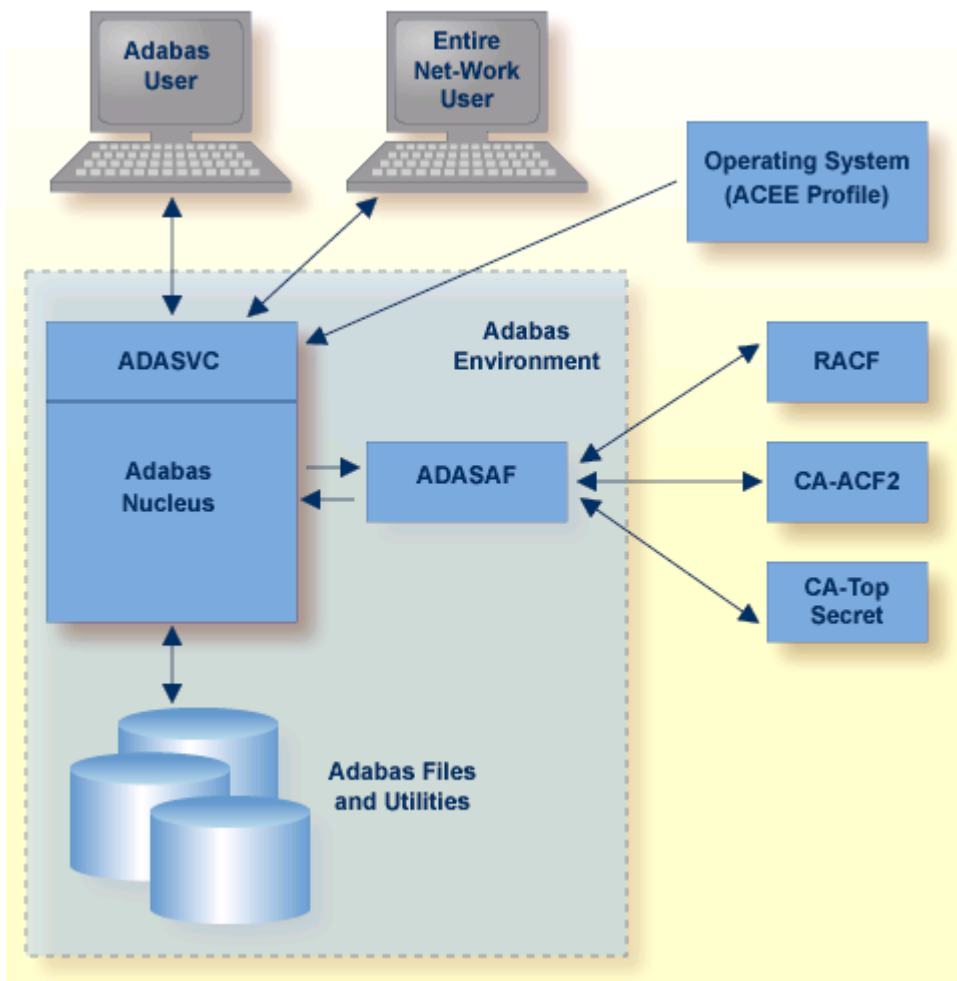 Adabas
User
Entire
Net-Work
User
Operating System
(ACEE Profile)
ADASVC
Adabas
Environment
RACF
Adabas
Nucleus
ADASAF
CA-ACF2
CA-Top
Secret
Adabas Files
and Utilities